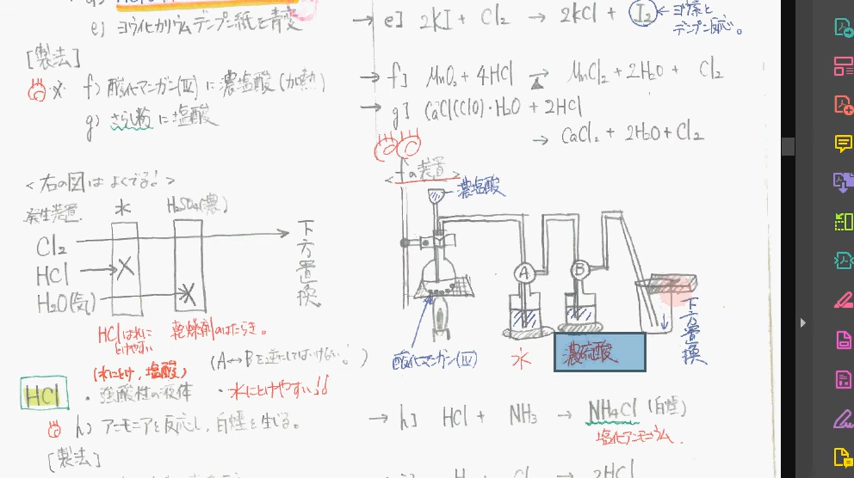 e) ヨウ化カリウムデンプン紙を青変
→ e] 2KI + Cl₂ → 2KCl + I₂ ← ヨウ素と
デンプン反応。
[製法]
※ f) 酸化マンガン(Ⅳ)に濃塩酸(加熱)
→ f] MnO₂ + 4HCl → MnCl₂ + 2H₂O + Cl₂
△
g) さらし粉に塩酸
→ g] CaCl(ClO)・H₂O + 2HCl
→ CaCl₂ + 2H₂O + Cl₂
<右の図はよくでる!>
発生装置
水
H₂SO₄(濃)
Cl₂
HCl
H₂O(気)
下方置換
HClは水に
とけやすい
(水にとけ、塩酸)
乾燥剤のはたらき。
(A↔Bを逆にしてはいけない!)
<fの装置>
濃塩酸
A
B
酸化マンガン(Ⅳ)
水
濃硫酸
下方置換
HCl
・強酸性の液体
・水にとけやすい!!
h) アンモニアと反応し、白煙を生じる。
→ h] HCl + NH₃ → NH₄Cl (白煙)
塩化アンモニウム.
[製法]
2HCl